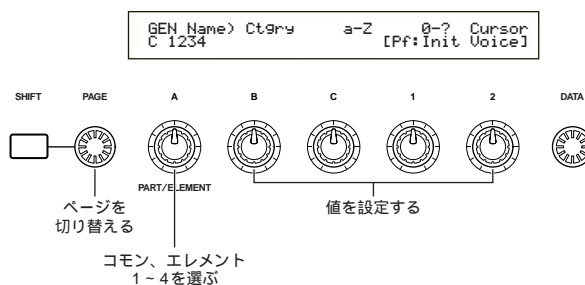 GEN Name) Ctgry a-Z 0-? Cursor
C 1234 [Pf:Init Voice]
SHIFT PAGE A B C 1 2 DATA
PART/ELEMENT
ページを
切り替える
値を設定する
コモン、エレメント
1~4を選ぶ